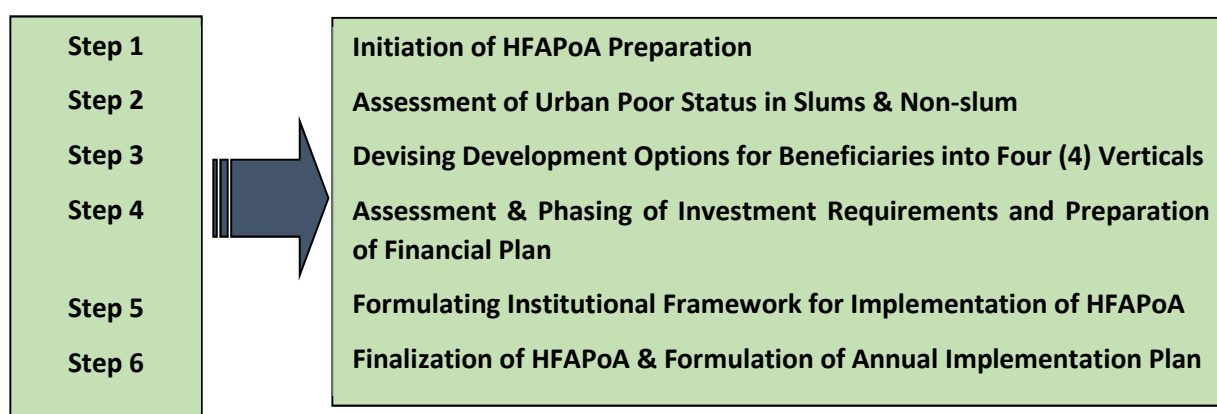 Step 1 Initiation of HFAPoA Preparation
Step 2 Assessment of Urban Poor Status in Slums & Non-slum
Step 3 Devising Development Options for Beneficiaries into Four (4) Verticals
Step 4 Assessment & Phasing of Investment Requirements and Preparation
of Financial Plan
Step 5 Formulating Institutional Framework for Implementation of HFAPoA
Step 6 Finalization of HFAPoA & Formulation of Annual Implementation Plan